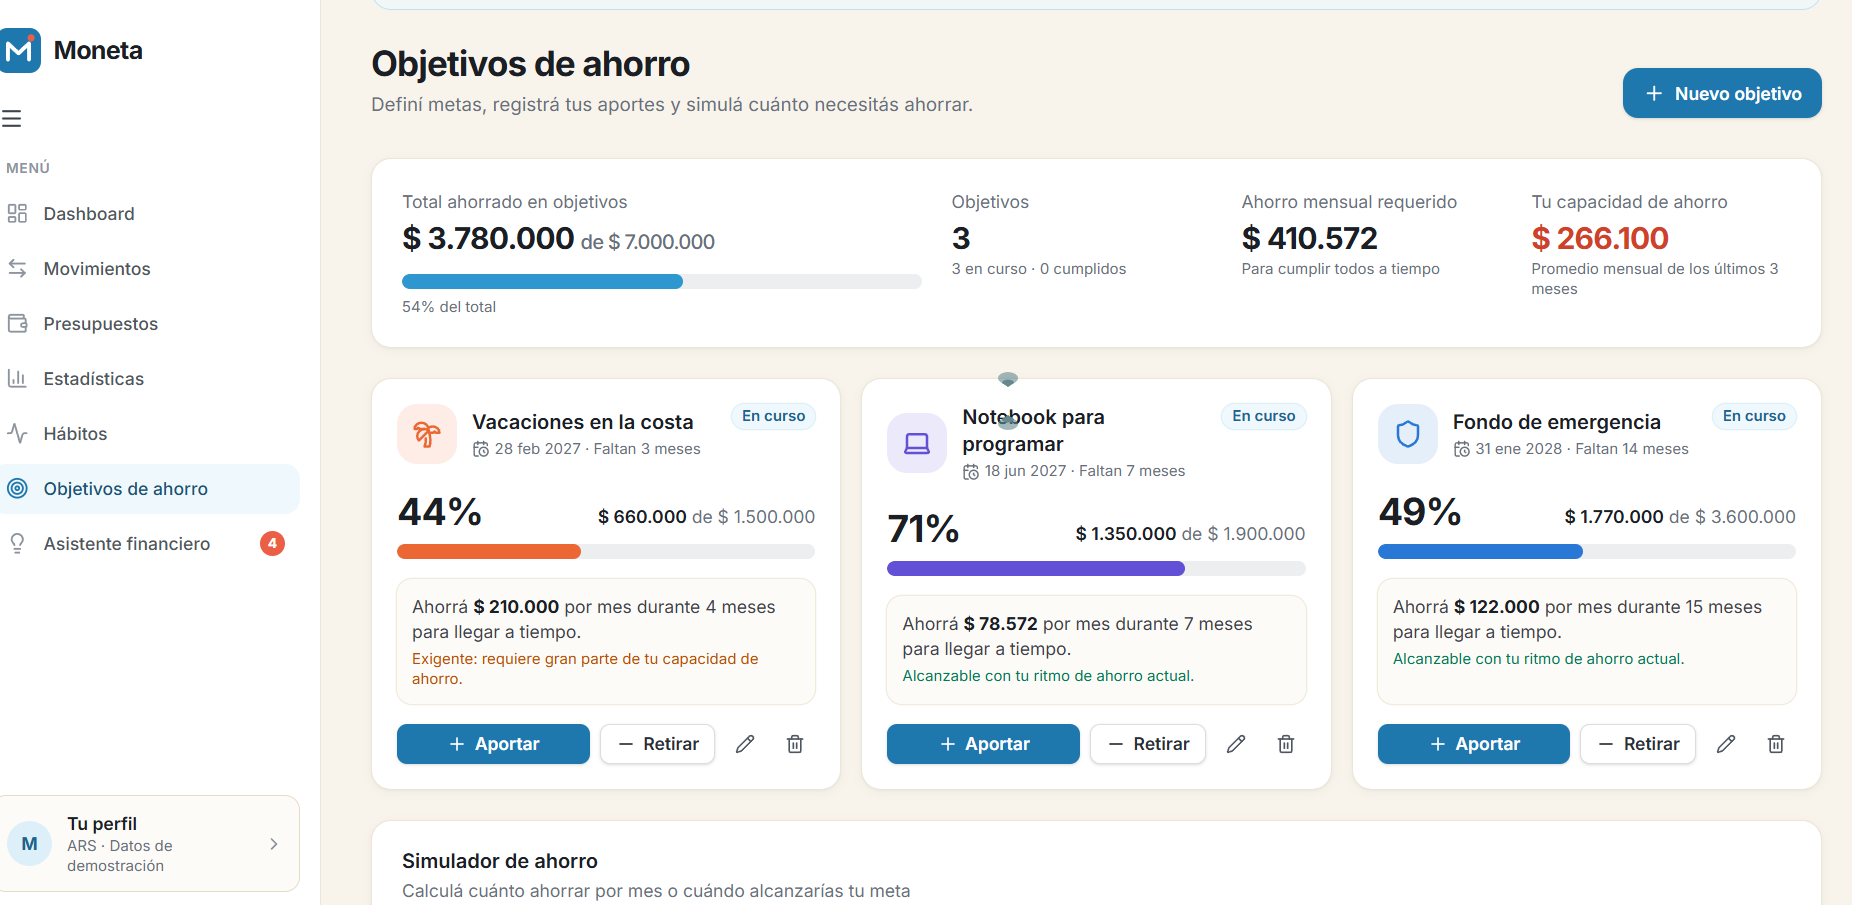 Moneta
MENÚ
Dashboard
Movimientos
Presupuestos
Estadísticas
Hábitos
Objetivos de ahorro
Asistente financiero
4
M
Tu perfil
ARS · Datos de
demostración
Objetivos de ahorro
Definí metas, registrá tus aportes y simulá cuánto necesitás ahorrar.
+ Nuevo objetivo
Total ahorrado en objetivos
$ 3.780.000 de $ 7.000.000
54% del total
Objetivos
3
3 en curso · 0 cumplidos
Ahorro mensual requerido
$ 410.572
Para cumplir todos a tiempo
Tu capacidad de ahorro
$ 266.100
Promedio mensual de los últimos 3
meses
Vacaciones en la costa
En curso
28 feb 2027 · Faltan 3 meses
44%
$ 660.000 de $ 1.500.000
Ahorrá $ 210.000 por mes durante 4 meses
para llegar a tiempo.
Exigente: requiere gran parte de tu capacidad de
ahorro.
+ Aportar
− Retirar
Notebook para
programar
En curso
18 jun 2027 · Faltan 7 meses
71%
$ 1.350.000 de $ 1.900.000
Ahorrá $ 78.572 por mes durante 7 meses
para llegar a tiempo.
Alcanzable con tu ritmo de ahorro actual.
+ Aportar
− Retirar
Fondo de emergencia
En curso
31 ene 2028 · Faltan 14 meses
49%
$ 1.770.000 de $ 3.600.000
Ahorrá $ 122.000 por mes durante 15 meses
para llegar a tiempo.
Alcanzable con tu ritmo de ahorro actual.
+ Aportar
− Retirar
Simulador de ahorro
Calculá cuánto ahorrar por mes o cuándo alcanzarías tu meta